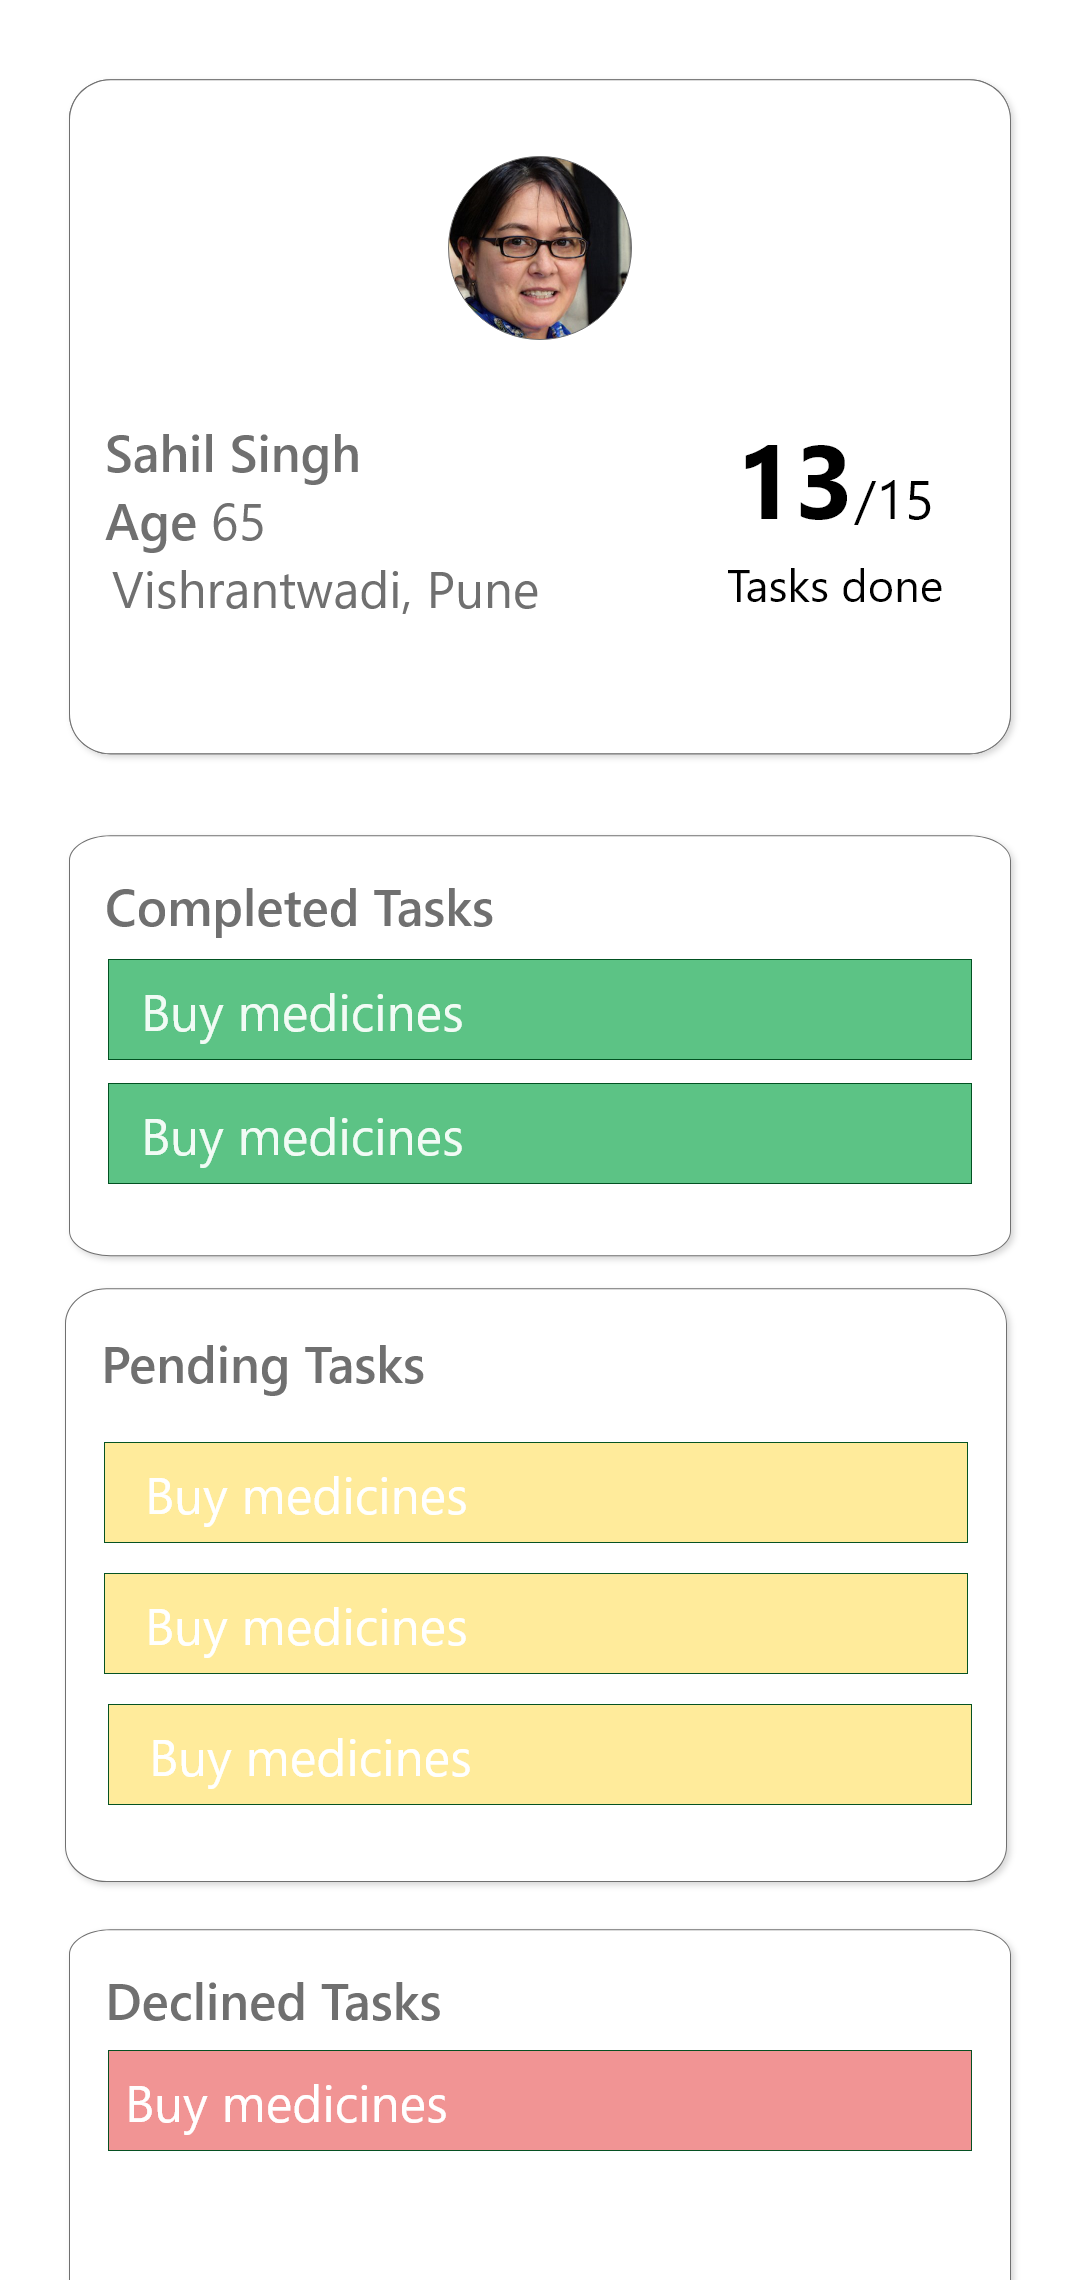 Sahil Singh
Age 65
Vishrantwadi, Pune
13/15
Tasks done
Completed Tasks
Buy medicines
Buy medicines
Pending Tasks
Buy medicines
Buy medicines
Buy medicines
Declined Tasks
Buy medicines